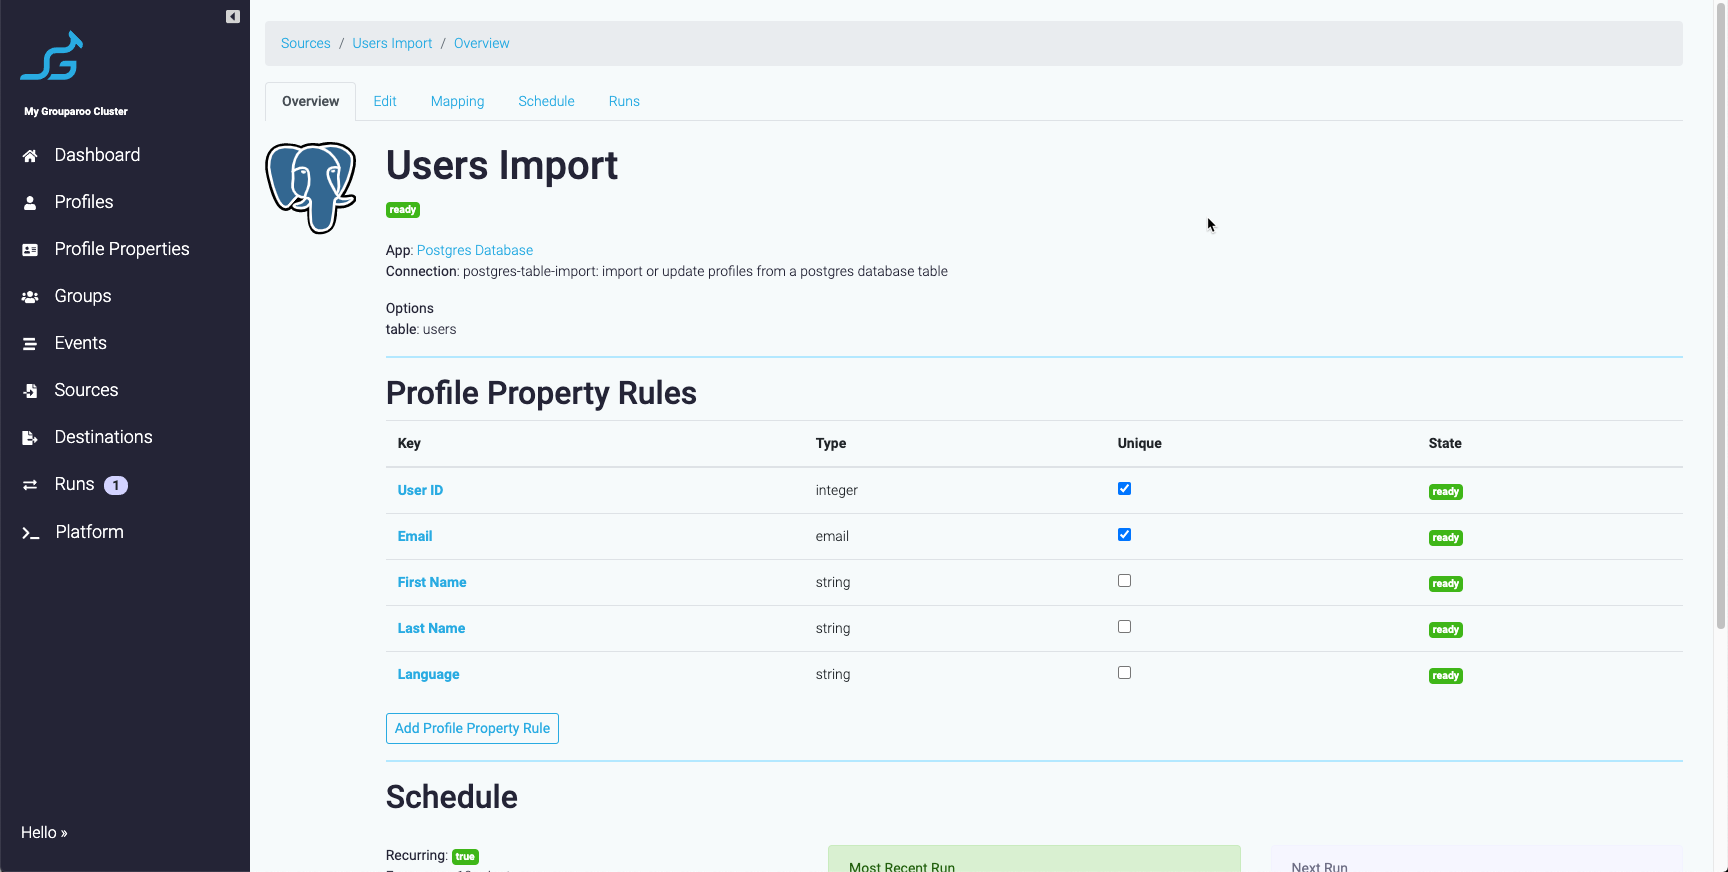 My Grouparoo Cluster
Dashboard
Profiles
Profile Properties
Groups
Events
Sources
Destinations
Runs 1
Platform
Hello »
Sources / Users Import / Overview
Overview Edit Mapping Schedule Runs
Users Import
ready
App: Postgres Database
Connection: postgres-table-import: import or update profiles from a postgres database table
Options
table: users
Profile Property Rules
Key Type Unique State
User ID integer ready
Email email ready
First Name string ready
Last Name string ready
Language string ready
Add Profile Property Rule
Schedule
Recurring: true
Most Recent Run
Next Run